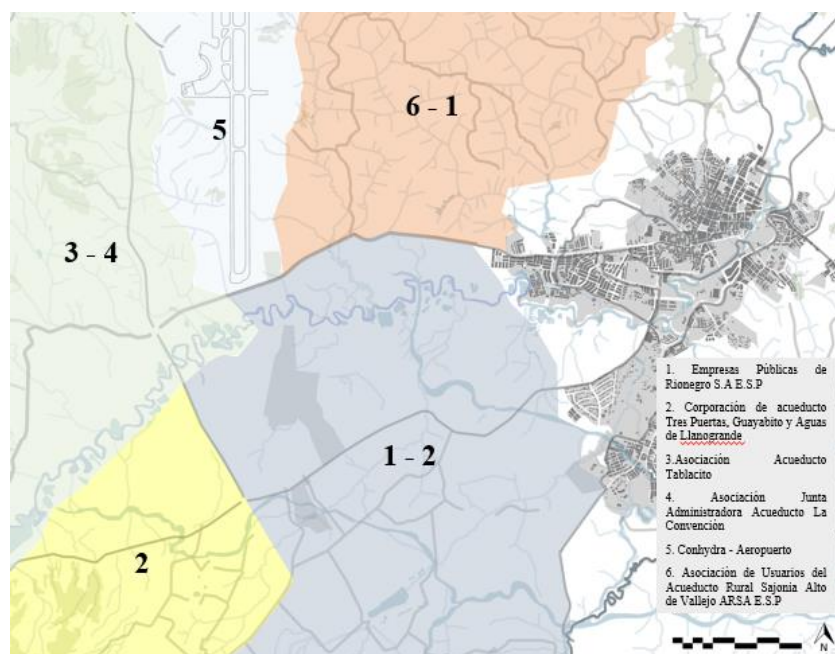 6 - 1
5
3 - 4
1 - 2
2
1. Empresas Públicas de
Rionegro S.A E.S.P
2. Corporación de acueducto
Tres Puertas, Guayabito y Aguas
de Llanogrande
3.Asociación Acueducto
Tablacito
4. Asociación Junta
Administradora Acueducto La
Convención
5. Conhydra - Aeropuerto
6. Asociación de Usuarios del
Acueducto Rural Sajonia Alto
de Vallejo ARSA E.S.P
N